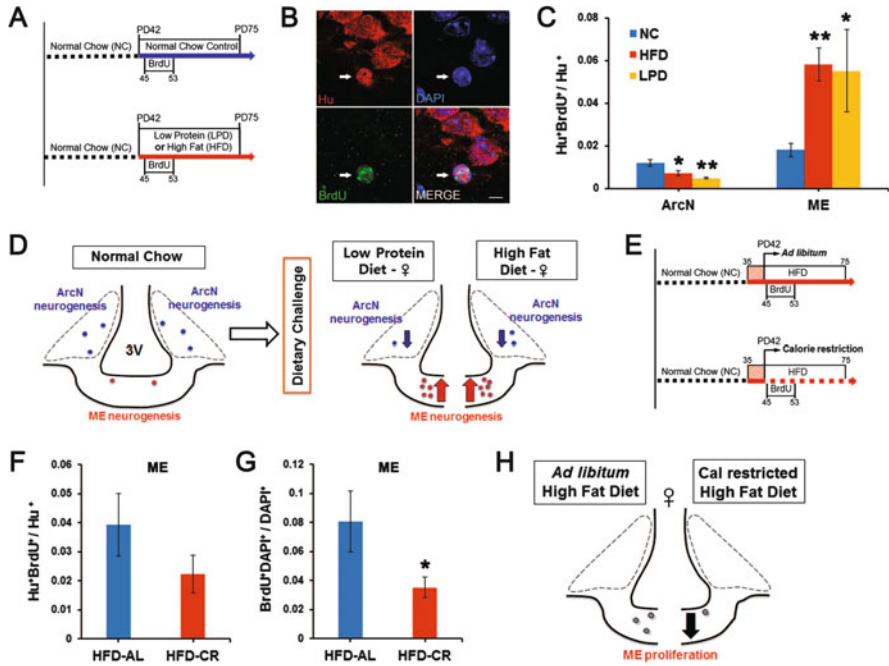 A
Normal Chow (NC)
PD42
PD75
Normal Chow Control
BrdU
45
53
Normal Chow (NC)
PD42
PD75
Low Protein (LPD)
or High Fat (HFD)
BrdU
45
53
B
Hu
DAPI
BrdU
MERGE
C
Hu⁺BrdU⁺/ Hu⁺
0.08
0.06
0.04
0.02
0
NC
HFD
LPD
*
**
**
*
ArcN
ME
D
Normal Chow
ArcN
neurogenesis
ArcN
neurogenesis
3V
ME neurogenesis
Dietary Challenge
Low Protein
Diet - ♀
High Fat
Diet - ♀
ArcN
neurogenesis
ArcN
neurogenesis
ME neurogenesis
E
Normal Chow (NC)
35
PD42
Ad libitum
75
HFD
BrdU
45
53
Normal Chow (NC)
35
PD42
Calorie restriction
75
HFD
BrdU
45
53
F
ME
Hu⁺BrdU⁺/ Hu⁺
0.06
0.05
0.04
0.03
0.02
0.01
0
HFD-AL
HFD-CR
G
ME
BrdU⁺DAPI⁺/ DAPI⁺
0.12
0.1
0.08
0.06
0.04
0.02
0
*
HFD-AL
HFD-CR
H
Ad libitum
High Fat Diet
♀
Cal restricted
High Fat Diet
ME proliferation